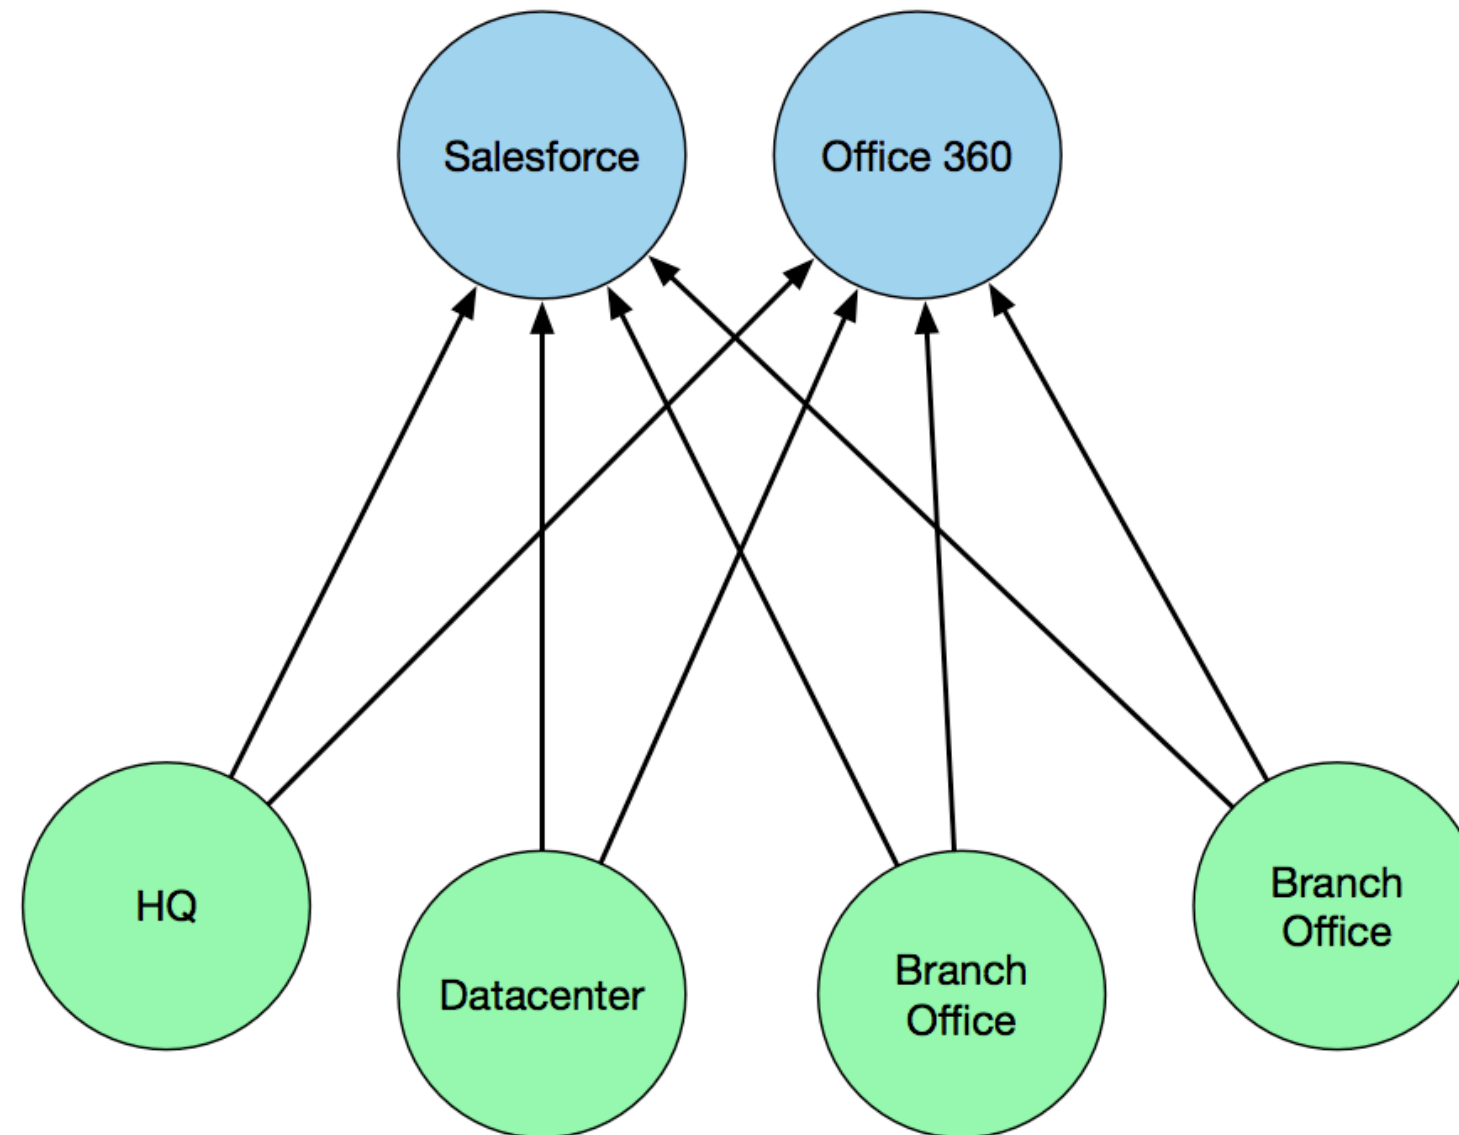 Salesforce
Office 360
HQ
Datacenter
Branch
Office
Branch
Office